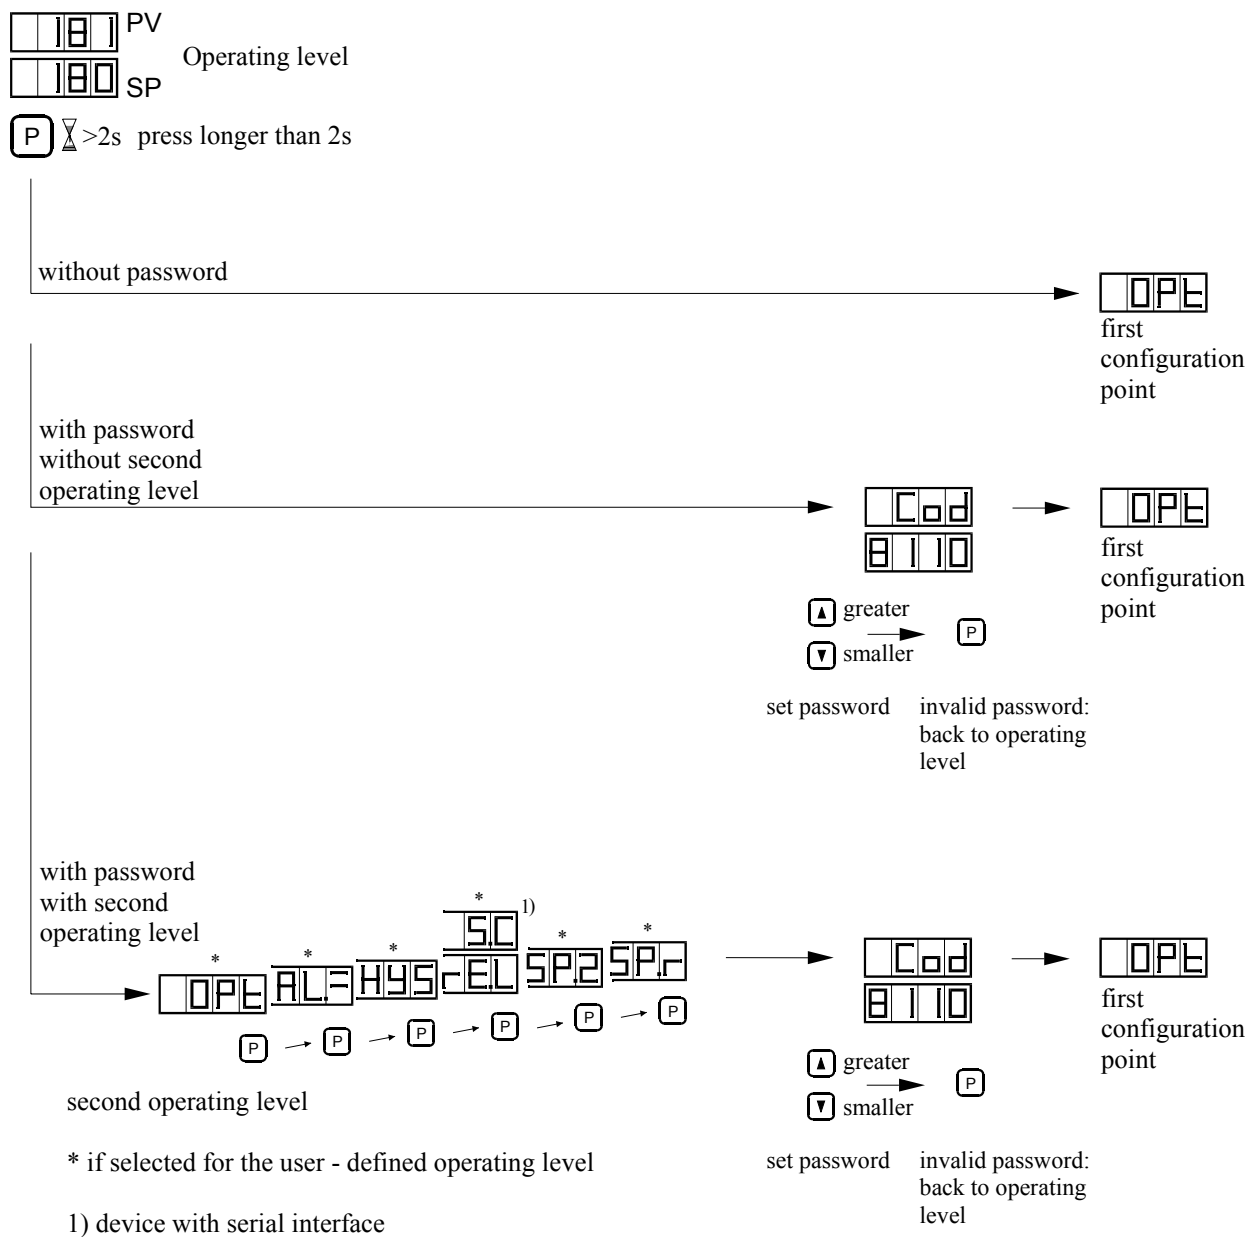 181 PV
Operating level
180 SP
P >2s press longer than 2s
without password
OPt
first
configuration
point
with password
without second
operating level
Cod
8110
OPt
first
configuration
point
greater
P
smaller
set password
invalid password:
back to operating
level
with password
with second
operating level
* * * * 1) * *
OPt AL.= HYS S.C rE.L SP.2 SP.r
P P P P P P
Cod
8110
OPt
first
configuration
point
greater
P
smaller
second operating level
* if selected for the user - defined operating level
1) device with serial interface
set password
invalid password:
back to operating
level